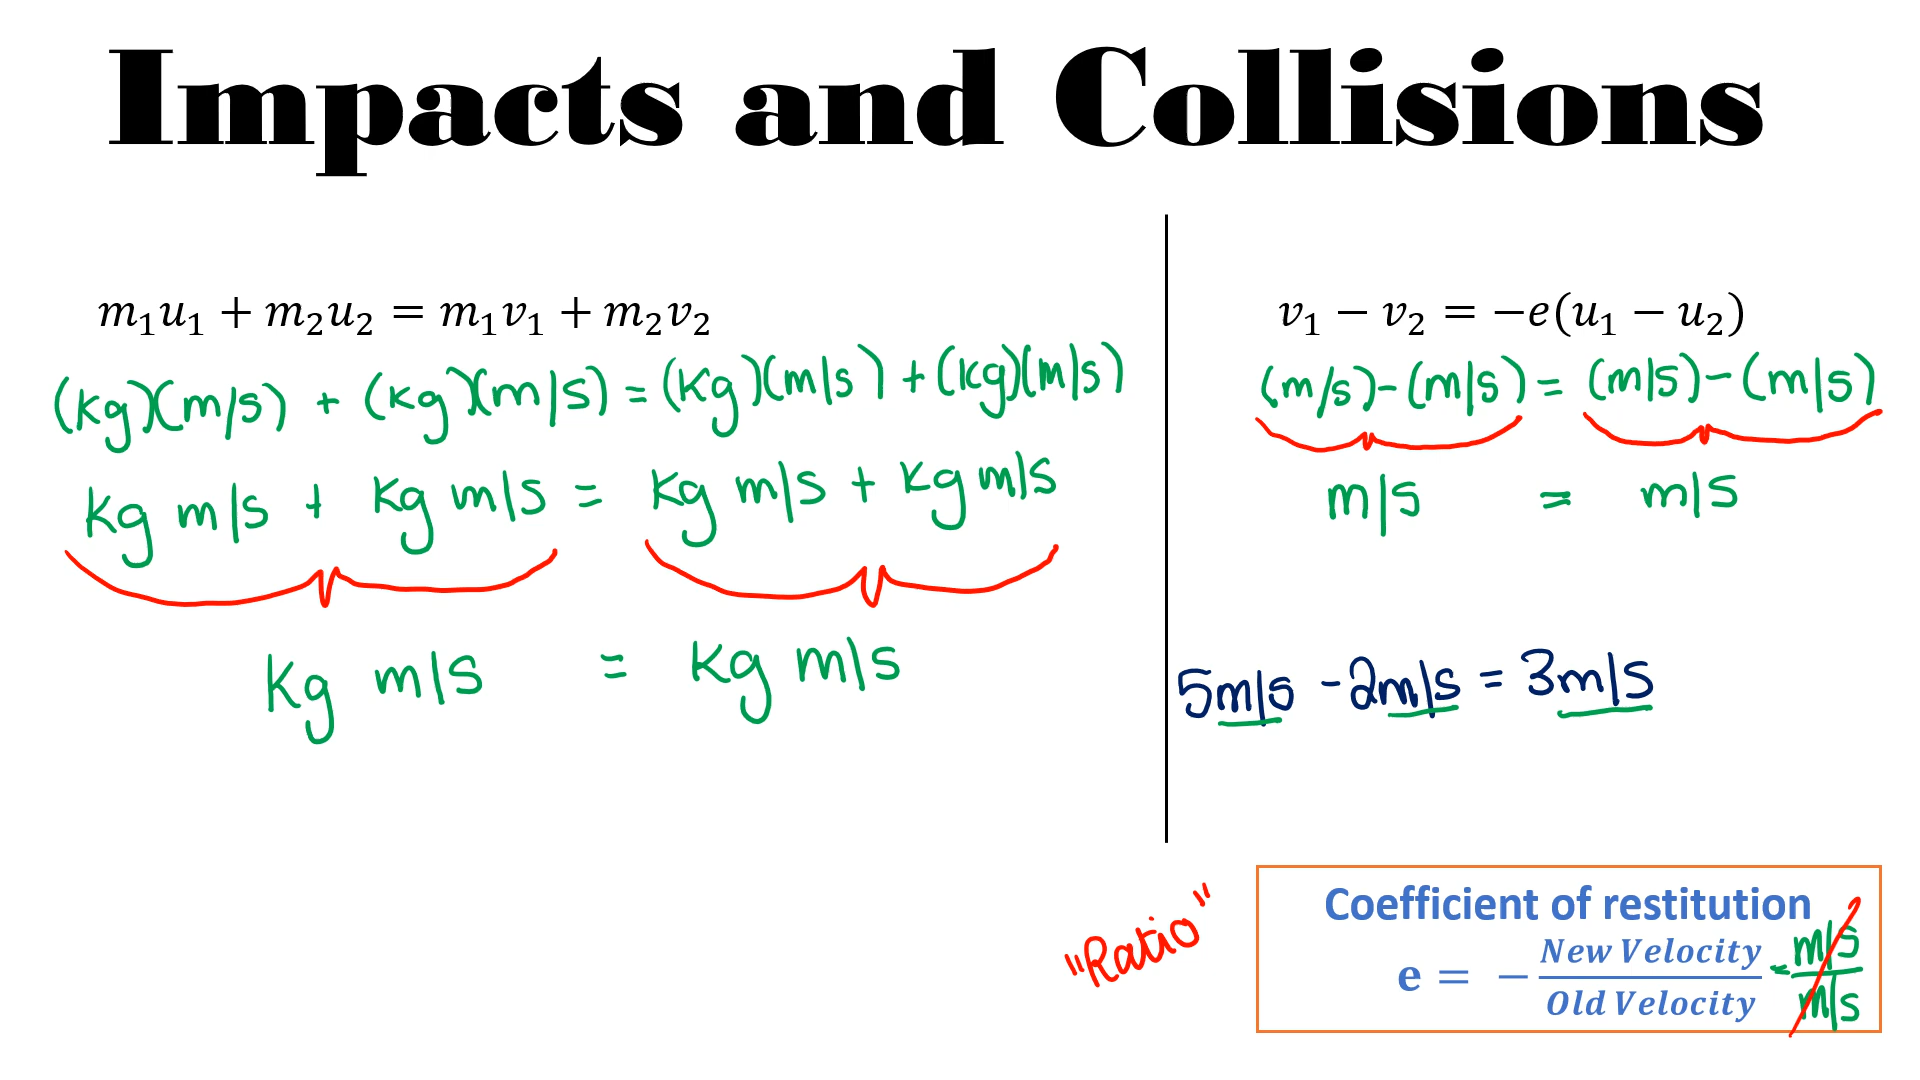 Impacts and Collisions
m₁u₁ + m₂u₂ = m₁v₁ + m₂v₂
(kg)(m/s) + (kg)(m/s) = (kg)(m/s) + (kg)(m/s)
kg m/s + kg m/s = kg m/s + kg m/s
kg m/s = kg m/s
v₁ − v₂ = −e(u₁ − u₂)
(m/s) - (m/s) = (m/s) - (m/s)
m/s = m/s
5m/s - 2m/s = 3m/s
"Ratio"
Coefficient of restitution
e = − New Velocity / Old Velocity = m/s / m/s